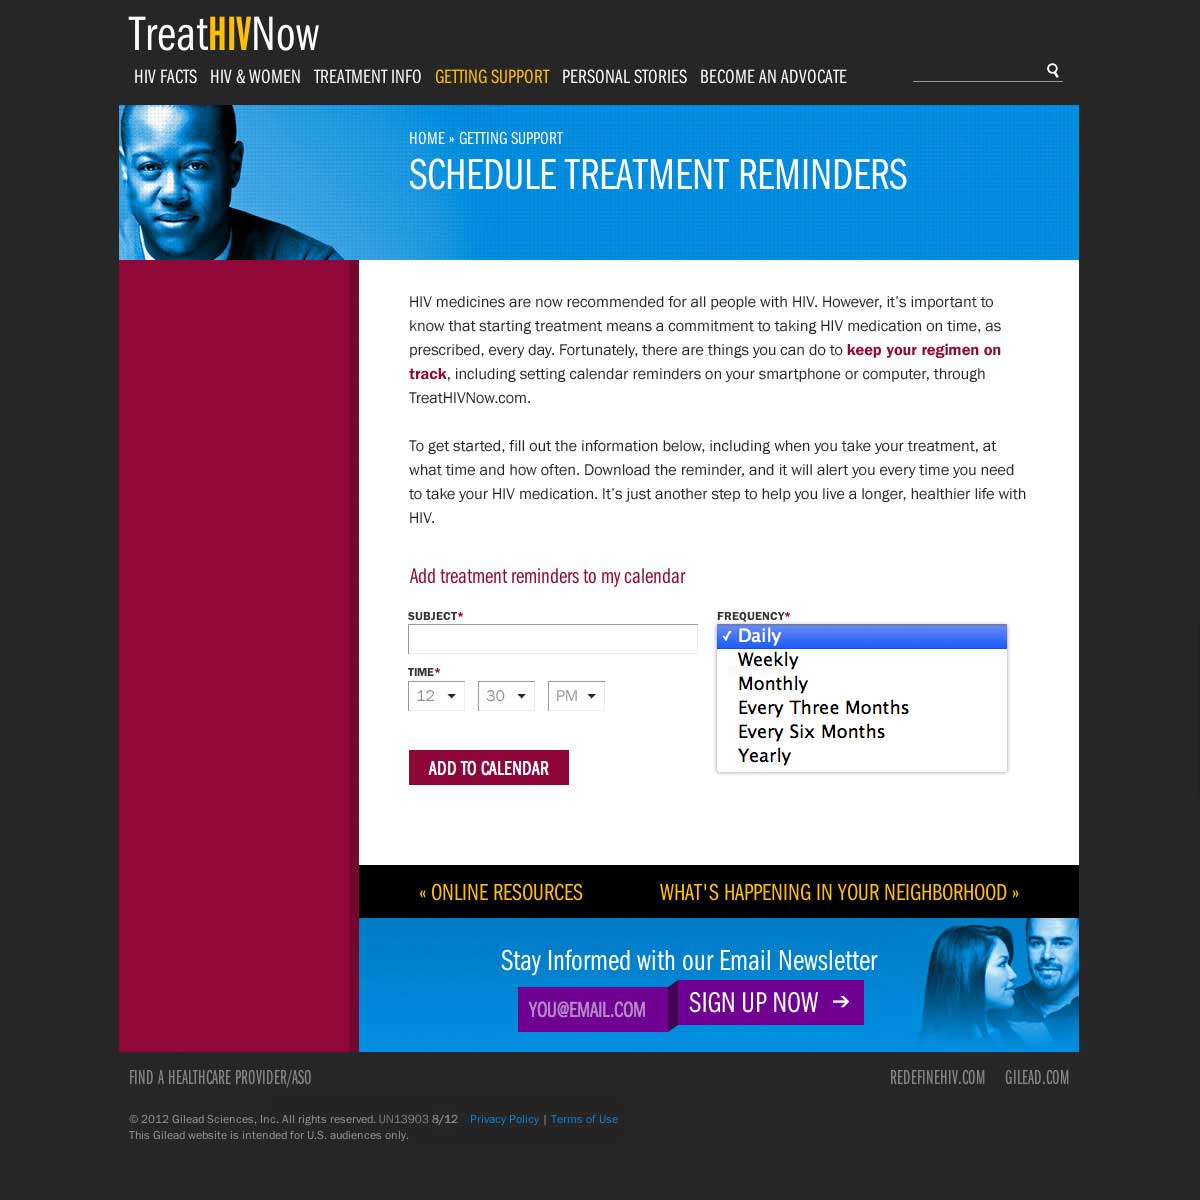 TreatHIVNow
HIV FACTS HIV & WOMEN TREATMENT INFO GETTING SUPPORT PERSONAL STORIES BECOME AN ADVOCATE
HOME » GETTING SUPPORT
SCHEDULE TREATMENT REMINDERS
HIV medicines are now recommended for all people with HIV. However, it’s important to
know that starting treatment means a commitment to taking HIV medication on time, as
prescribed, every day. Fortunately, there are things you can do to keep your regimen on
track, including setting calendar reminders on your smartphone or computer, through
TreatHIVNow.com.
To get started, fill out the information below, including when you take your treatment, at
what time and how often. Download the reminder, and it will alert you every time you need
to take your HIV medication. It’s just another step to help you live a longer, healthier life with
HIV.
Add treatment reminders to my calendar
SUBJECT*
TIME*
12 30 PM
FREQUENCY*
✓ Daily
Weekly
Monthly
Every Three Months
Every Six Months
Yearly
ADD TO CALENDAR
« ONLINE RESOURCES WHAT'S HAPPENING IN YOUR NEIGHBORHOOD »
Stay Informed with our Email Newsletter
YOU@EMAIL.COM SIGN UP NOW →
FIND A HEALTHCARE PROVIDER/ASO REDEFINEHIV.COM GILEAD.COM
© 2012 Gilead Sciences, Inc. All rights reserved. UN13903 8/12 Privacy Policy | Terms of Use
This Gilead website is intended for U.S. audiences only.